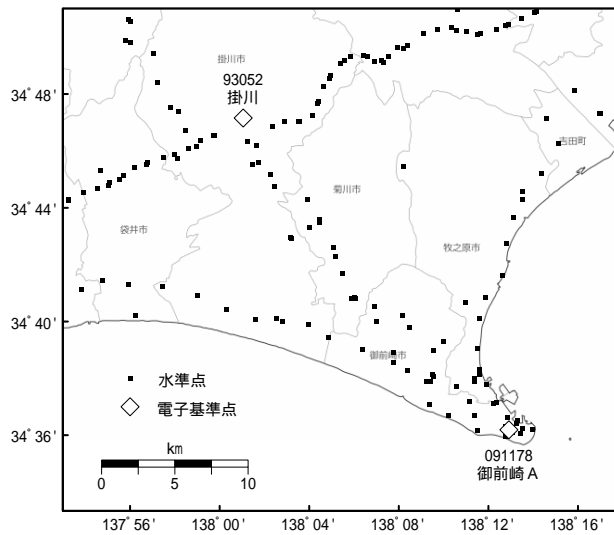 掛川市
93052
掛川
34° 48'
吉田町
菊川市
34° 44'
袋井市
牧之原市
34° 40'
御前崎市
水準点
電子基準点
34° 36'
km
0 5 10
091178
御前崎A
137° 56' 138° 00' 138° 04' 138° 08' 138° 12' 138° 16'